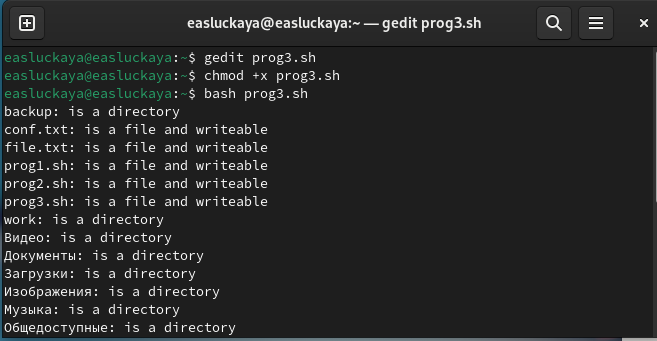 easluckaya@easluckaya:~ — gedit prog3.sh
easluckaya@easluckaya:~$ gedit prog3.sh
easluckaya@easluckaya:~$ chmod +x prog3.sh
easluckaya@easluckaya:~$ bash prog3.sh
backup: is a directory
conf.txt: is a file and writeable
file.txt: is a file and writeable
prog1.sh: is a file and writeable
prog2.sh: is a file and writeable
prog3.sh: is a file and writeable
work: is a directory
Видео: is a directory
Документы: is a directory
Загрузки: is a directory
Изображения: is a directory
Музыка: is a directory
Общедоступные: is a directory